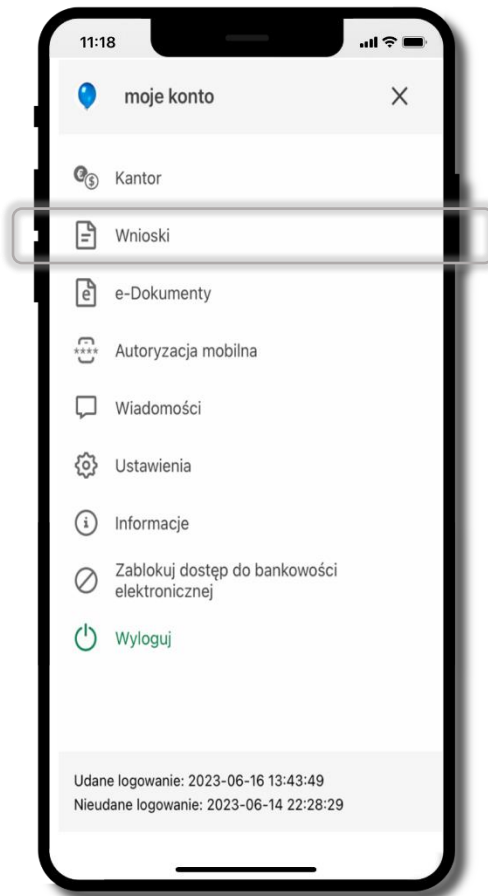 11:18
moje konto
Kantor
Wnioski
e-Dokumenty
Autoryzacja mobilna
Wiadomości
Ustawienia
Informacje
Zablokuj dostęp do bankowości
elektronicznej
Wyloguj
Udane logowanie: 2023-06-16 13:43:49
Nieudane logowanie: 2023-06-14 22:28:29